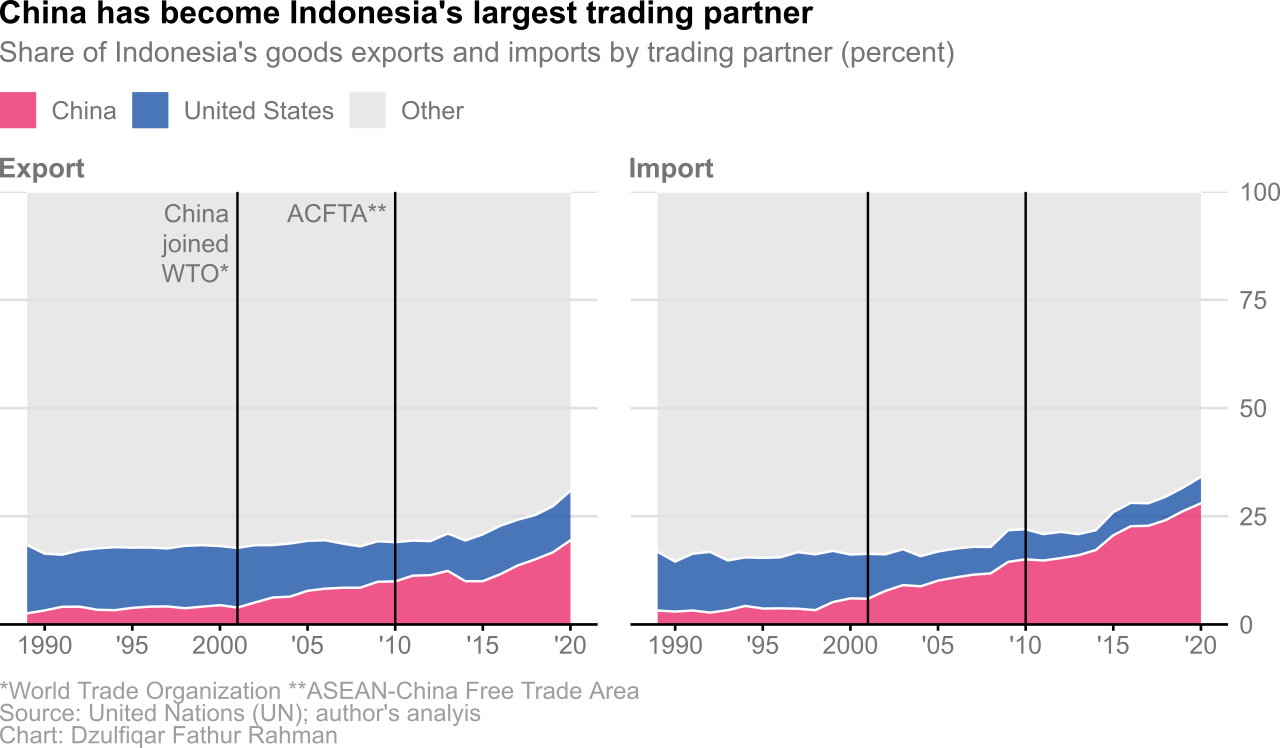 China has become Indonesia's largest trading partner
Share of Indonesia's goods exports and imports by trading partner (percent)
China United States Other
Export
China
joined
WTO*
ACFTA**
1990 '95 2000 '05 '10 '15 '20
Import
100
75
50
25
0
1990 '95 2000 '05 '10 '15 '20
*World Trade Organization **ASEAN-China Free Trade Area
Source: United Nations (UN); author's analyis
Chart: Dzulfiqar Fathur Rahman